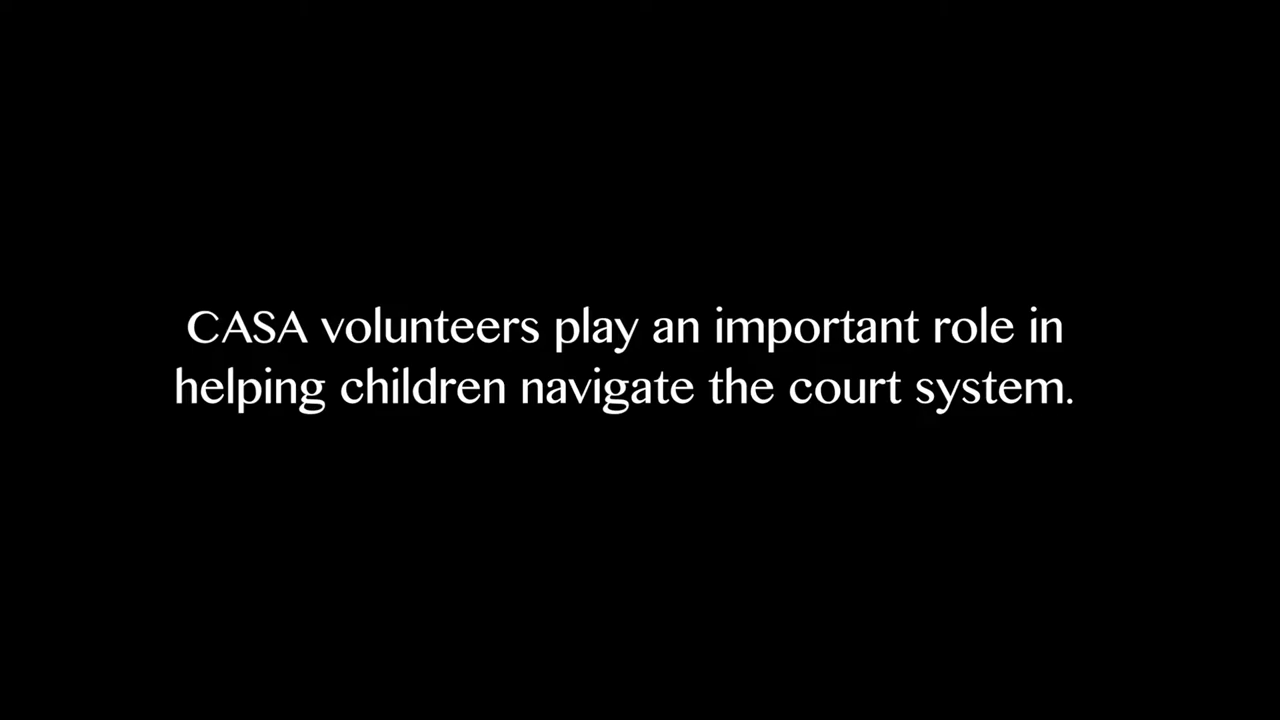 CASA volunteers play an important role in
helping children navigate the court system.